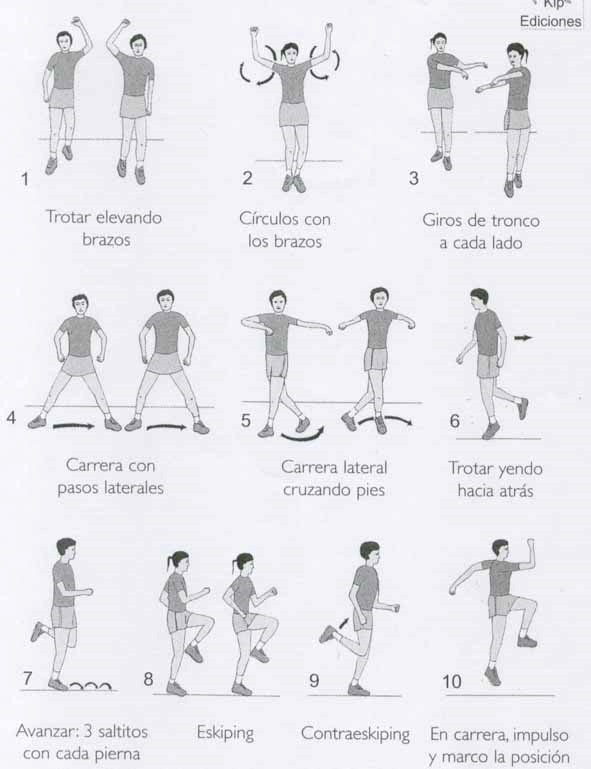 Kip
Ediciones
1
Trotar elevando
brazos
2
Círculos con
los brazos
3
Giros de tronco
a cada lado
4
Carrera con
pasos laterales
5
Carrera lateral
cruzando pies
6
Trotar yendo
hacia atrás
7
Avanzar: 3 saltitos
con cada pierna
8
Eskiping
9
Contraeskiping
10
En carrera, impulso
y marco la posición